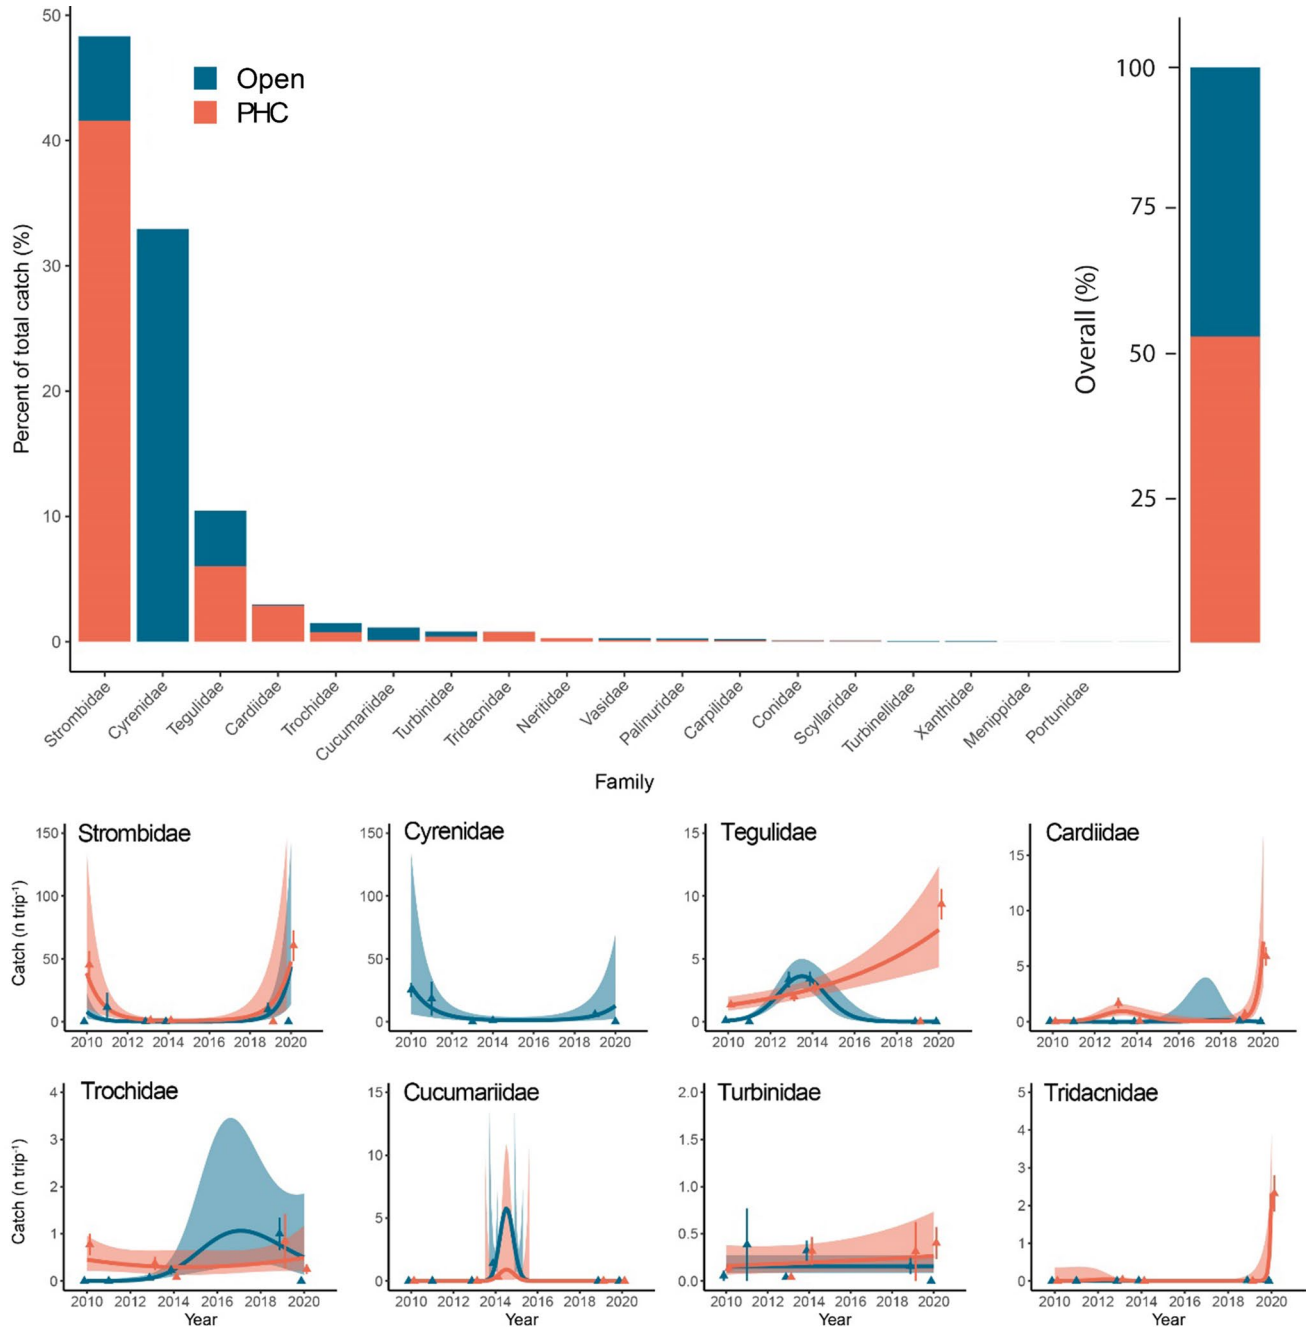 50
40
30
20
10
0
Percent of total catch (%)
Open
PHC
100
75
50
25
Overall (%)
Strombidae
Cyrenidae
Tegulidae
Cardiidae
Trochidae
Cucumariidae
Turbinidae
Tridacnidae
Neritidae
Vasidae
Palinuridae
Carpilidae
Conidae
Scyllaridae
Turbinellidae
Xanthidae
Menippidae
Portunidae
Family
Strombidae
150
100
50
0
Catch (n trip⁻¹)
2010 2012 2014 2016 2018 2020
Cyrenidae
150
100
50
0
2010 2012 2014 2016 2018 2020
Tegulidae
15
10
5
0
2010 2012 2014 2016 2018 2020
Cardiidae
15
10
5
0
2010 2012 2014 2016 2018 2020
Trochidae
4
3
2
1
0
Catch (n trip⁻¹)
2010 2012 2014 2016 2018 2020
Year
Cucumariidae
15
10
5
0
2010 2012 2014 2016 2018 2020
Year
Turbinidae
2.0
1.5
1.0
0.5
0.0
2010 2012 2014 2016 2018 2020
Year
Tridacnidae
5
4
3
2
1
0
2010 2012 2014 2016 2018 2020
Year